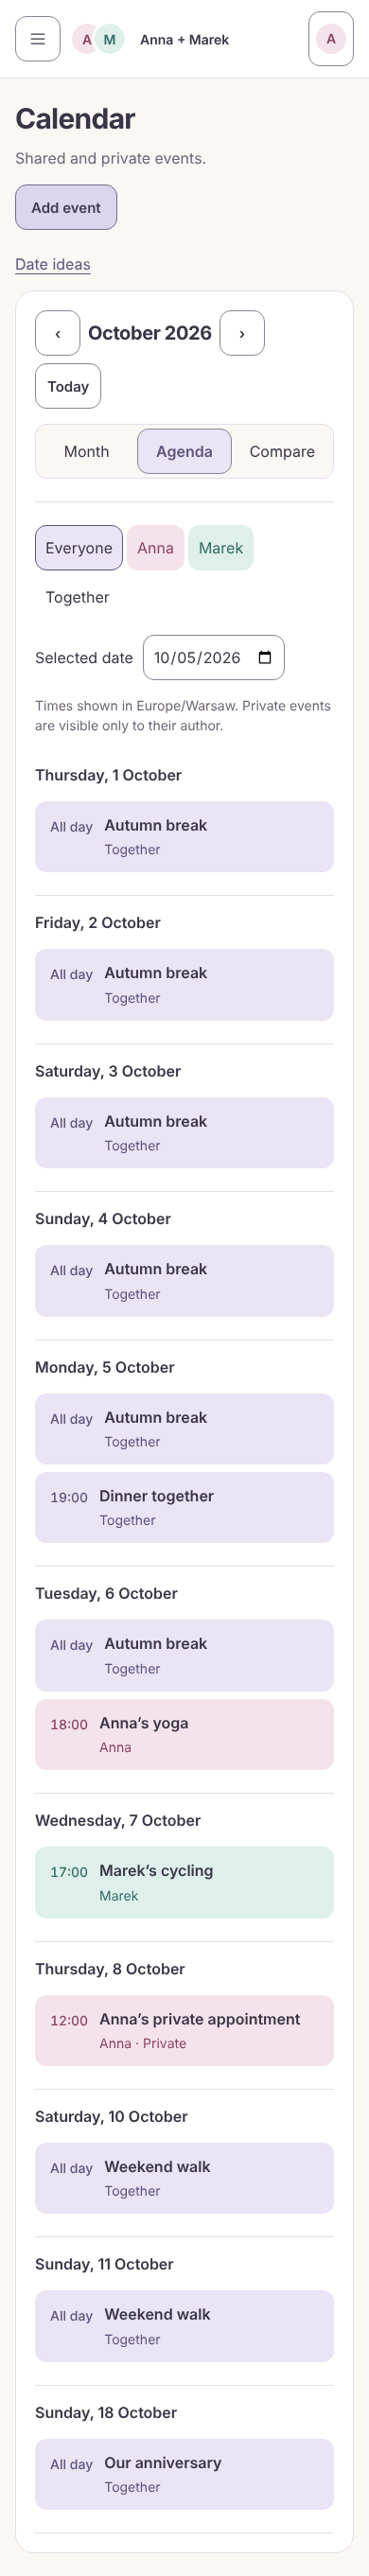 A M Anna + Marek A
Calendar
Shared and private events.
Add event
Date ideas
‹ October 2026 ›
Today
Month Agenda Compare
Everyone Anna Marek
Together
Selected date 10/05/2026
Times shown in Europe/Warsaw. Private events
are visible only to their author.
Thursday, 1 October
All day Autumn break
Together
Friday, 2 October
All day Autumn break
Together
Saturday, 3 October
All day Autumn break
Together
Sunday, 4 October
All day Autumn break
Together
Monday, 5 October
All day Autumn break
Together
19:00 Dinner together
Together
Tuesday, 6 October
All day Autumn break
Together
18:00 Anna’s yoga
Anna
Wednesday, 7 October
17:00 Marek’s cycling
Marek
Thursday, 8 October
12:00 Anna’s private appointment
Anna · Private
Saturday, 10 October
All day Weekend walk
Together
Sunday, 11 October
All day Weekend walk
Together
Sunday, 18 October
All day Our anniversary
Together